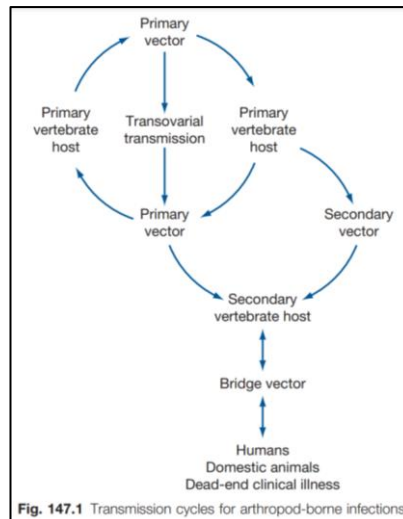 Primary
vector
Primary
vertebrate
host
Transovarial
transmission
Primary
vertebrate
host
Primary
vector
Secondary
vector
Secondary
vertebrate host
Bridge vector
Humans
Domestic animals
Dead-end clinical illness
Fig. 147.1 Transmission cycles for arthropod-borne infections